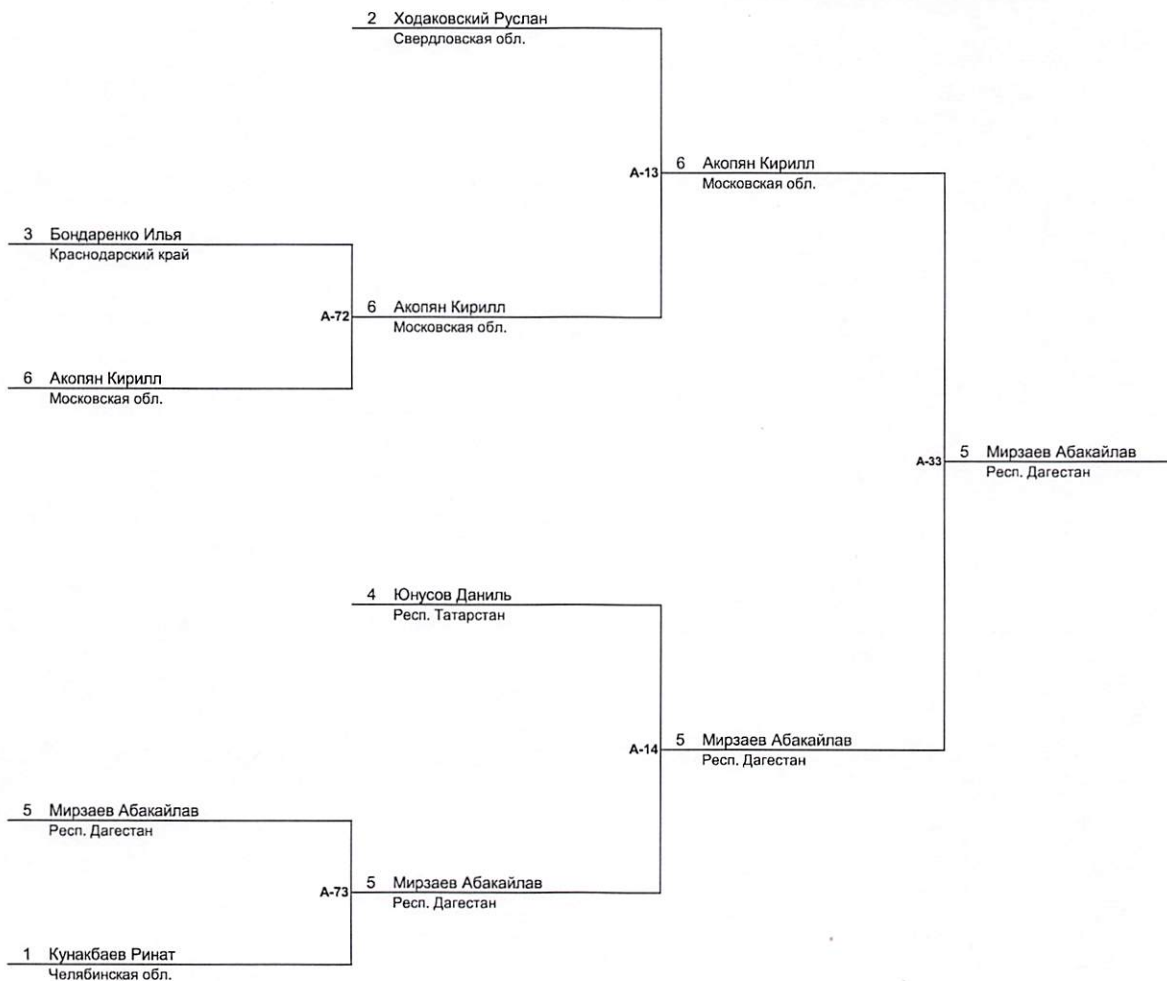 2 Ходаковский Руслан
Свердловская обл.
А-13
6 Акопян Кирилл
Московская обл.
3 Бондаренко Илья
Краснодарский край
А-72
6 Акопян Кирилл
Московская обл.
6 Акопян Кирилл
Московская обл.
А-33
5 Мирзаев Абакайлав
Респ. Дагестан
4 Юнусов Даниль
Респ. Татарстан
А-14
5 Мирзаев Абакайлав
Респ. Дагестан
5 Мирзаев Абакайлав
Респ. Дагестан
А-73
5 Мирзаев Абакайлав
Респ. Дагестан
1 Кунакбаев Ринат
Челябинская обл.